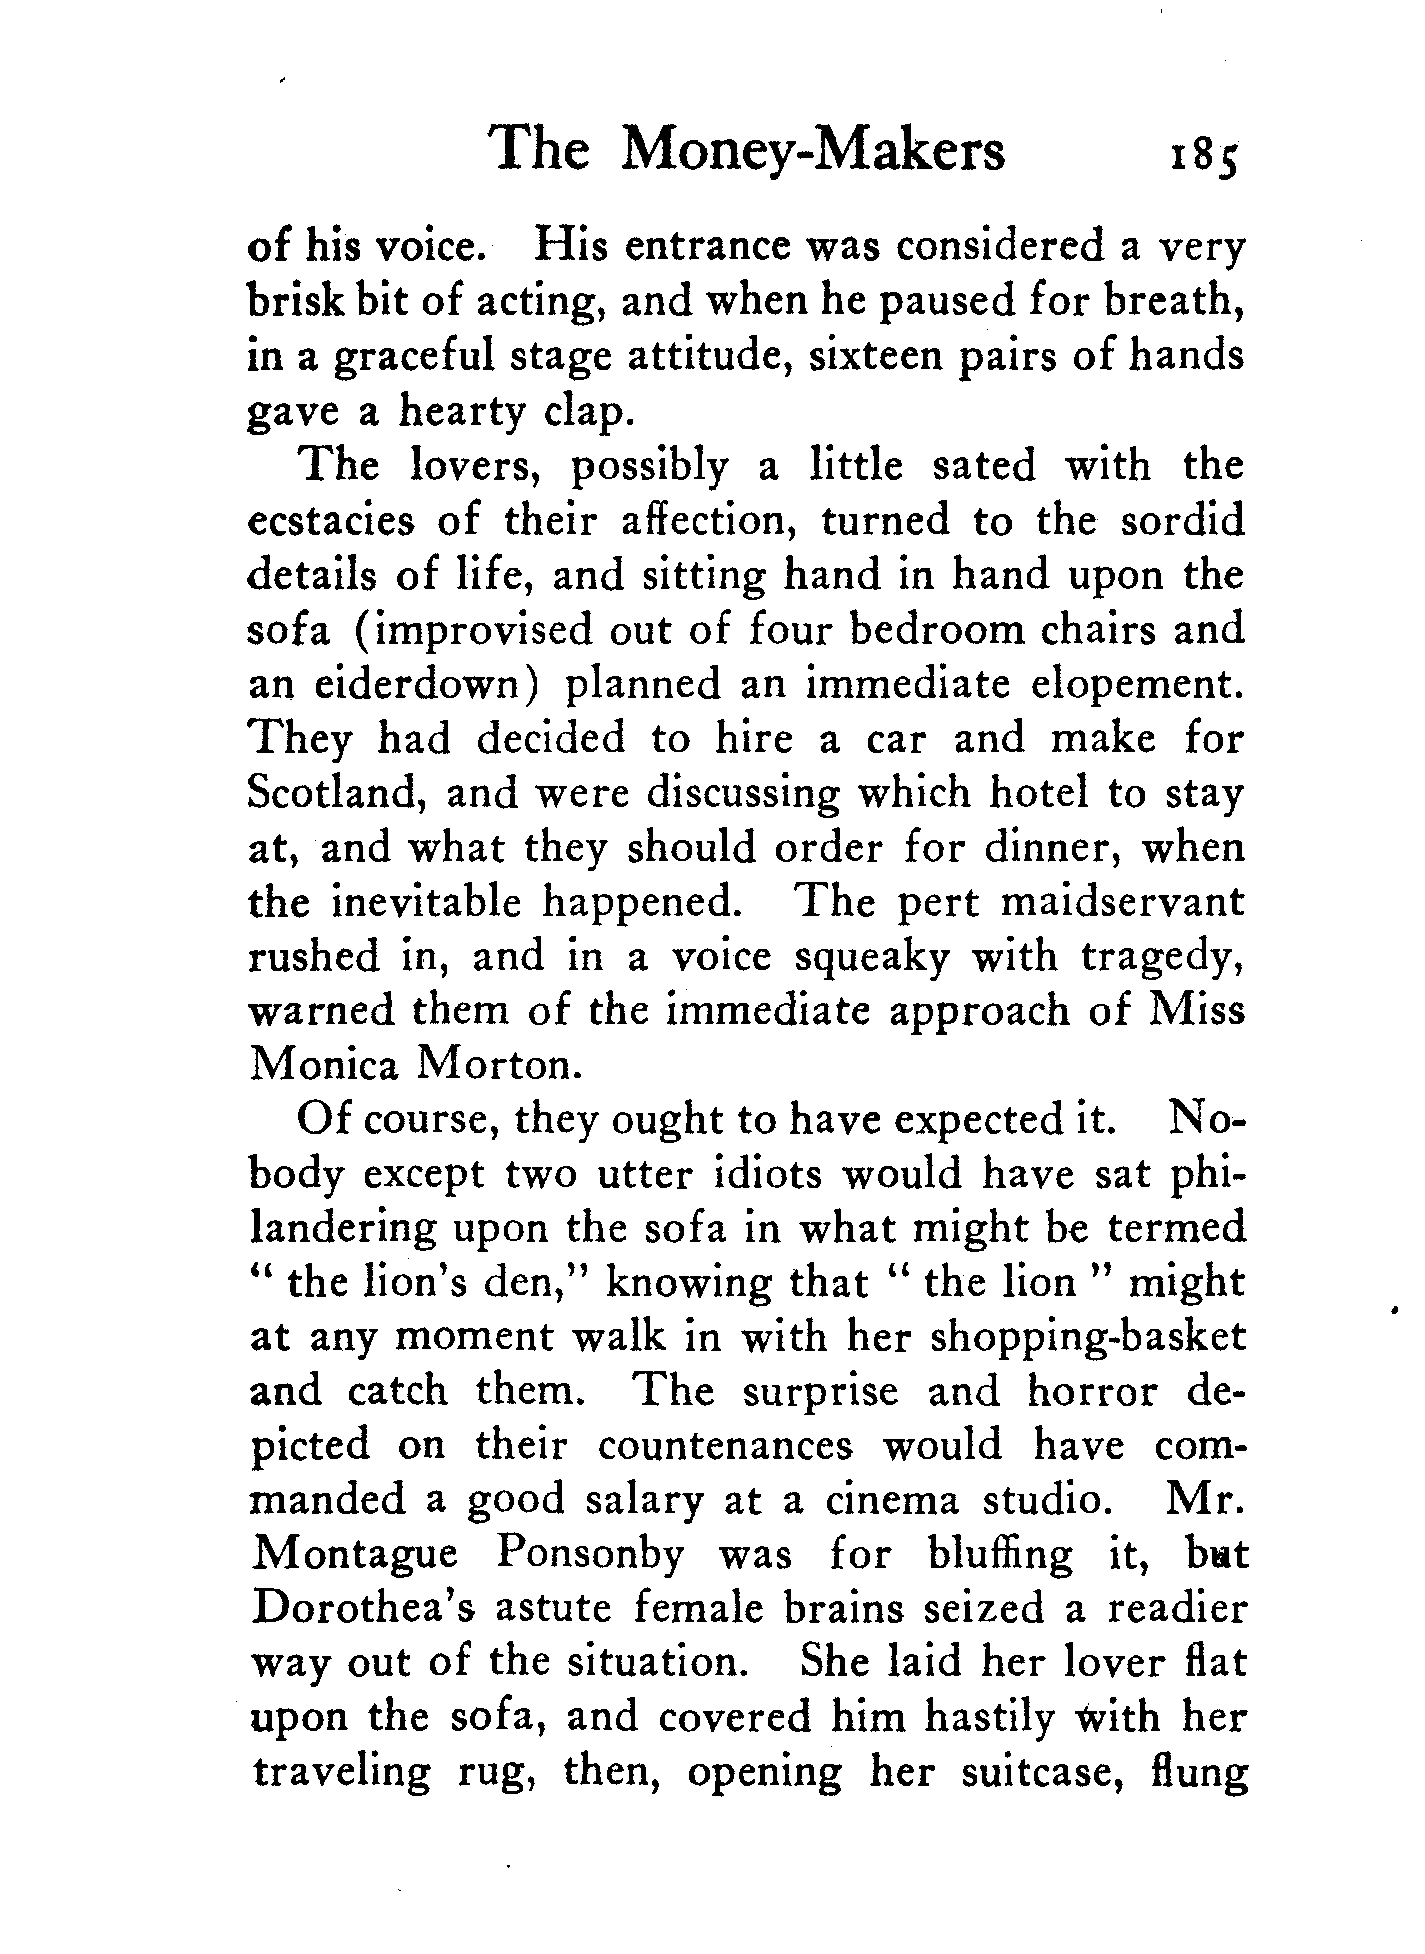 The Money-Makers 185
of his voice. His entrance was considered a very
brisk bit of acting, and when he paused for breath,
in a graceful stage attitude, sixteen pairs of hands
gave a hearty clap.
The lovers, possibly a little sated with the
ecstacies of their affection, turned to the sordid
details of life, and sitting hand in hand upon the
sofa (improvised out of four bedroom chairs and
an eiderdown) planned an immediate elopement.
They had decided to hire a car and make for
Scotland, and were discussing which hotel to stay
at, and what they should order for dinner, when
the inevitable happened. The pert maidservant
rushed in, and in a voice squeaky with tragedy,
warned them of the immediate approach of Miss
Monica Morton.
Of course, they ought to have expected it. No-
body except two utter idiots would have sat phi-
landering upon the sofa in what might be termed
“ the lion's den,” knowing that “ the lion ” might
at any moment walk in with her shopping-basket
and catch them. The surprise and horror de-
picted on their countenances would have com-
manded a good salary at a cinema studio. Mr.
Montague Ponsonby was for bluffing it, but
Dorothea's astute female brains seized a readier
way out of the situation. She laid her lover flat
upon the sofa, and covered him hastily with her
traveling rug, then, opening her suitcase, flung